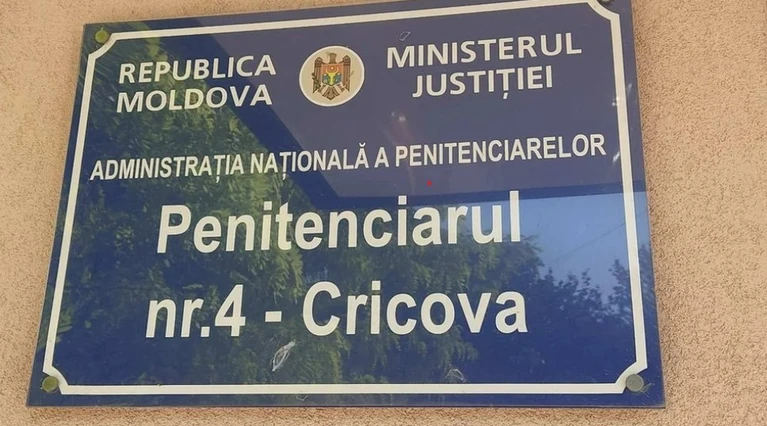 REPUBLICA
MOLDOVA
MINISTERUL
JUSTIȚIEI
ADMINISTRAȚIA NAȚIONALĂ A PENITENCIARELOR
Penitenciarul
nr.4 - Cricova